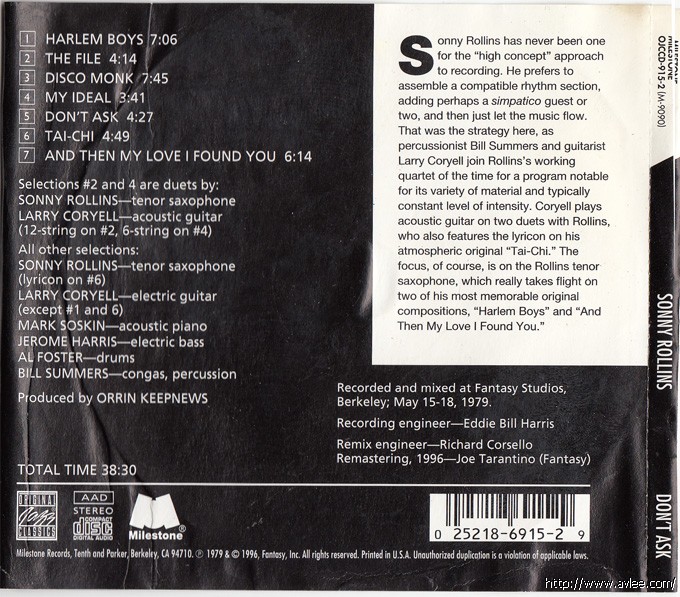 1 HARLEM BOYS 7:06
2 THE FILE 4:14
3 DISCO MONK 7:45
4 MY IDEAL 3:41
5 DON'T ASK 4:27
6 TAI-CHI 4:49
7 AND THEN MY LOVE I FOUND YOU 6:14
Selections #2 and 4 are duets by:
SONNY ROLLINS—tenor saxophone
LARRY CORYELL—acoustic guitar
(12-string on #2, 6-string on #4)
All other selections:
SONNY ROLLINS—tenor saxophone
(lyricon on #6)
LARRY CORYELL—electric guitar
(except #1 and 6)
MARK SOSKIN—acoustic piano
JEROME HARRIS—electric bass
AL FOSTER—drums
BILL SUMMERS—congas, percussion
Produced by ORRIN KEEPNEWS
TOTAL TIME 38:30
Sonny Rollins has never been one
for the “high concept” approach
to recording. He prefers to
assemble a compatible rhythm section,
adding perhaps a simpatico guest or
two, and then just let the music flow.
That was the strategy here, as
percussionist Bill Summers and guitarist
Larry Coryell join Rollins's working
quartet of the time for a program notable
for its variety of material and typically
constant level of intensity. Coryell plays
acoustic guitar on two duets with Rollins,
who also features the lyricon on his
atmospheric original “Tai-Chi.” The
focus, of course, is on the Rollins tenor
saxophone, which really takes flight on
two of his most memorable original
compositions, “Harlem Boys” and “And
Then My Love I Found You.”
Recorded and mixed at Fantasy Studios,
Berkeley; May 15-18, 1979.
Recording engineer—Eddie Bill Harris
Remix engineer—Richard Corsello
Remastering, 1996—Joe Tarantino (Fantasy)
ORIGINAL
JAZZ
CLASSICS
AAD
STEREO
COMPACT
disc
DIGITAL AUDIO
Milestone®
0 25218-6915-2 9
Milestone Records, Tenth and Parker, Berkeley, CA 94710. ℗ 1979 & © 1996, Fantasy, Inc. All rights reserved. Printed in U.S.A. Unauthorized duplication is a violation of applicable laws.
MILESTONE
OJCCD-915-2 (M-9090)
SONNY ROLLINS
DON'T ASK
http://www.avlee.com/